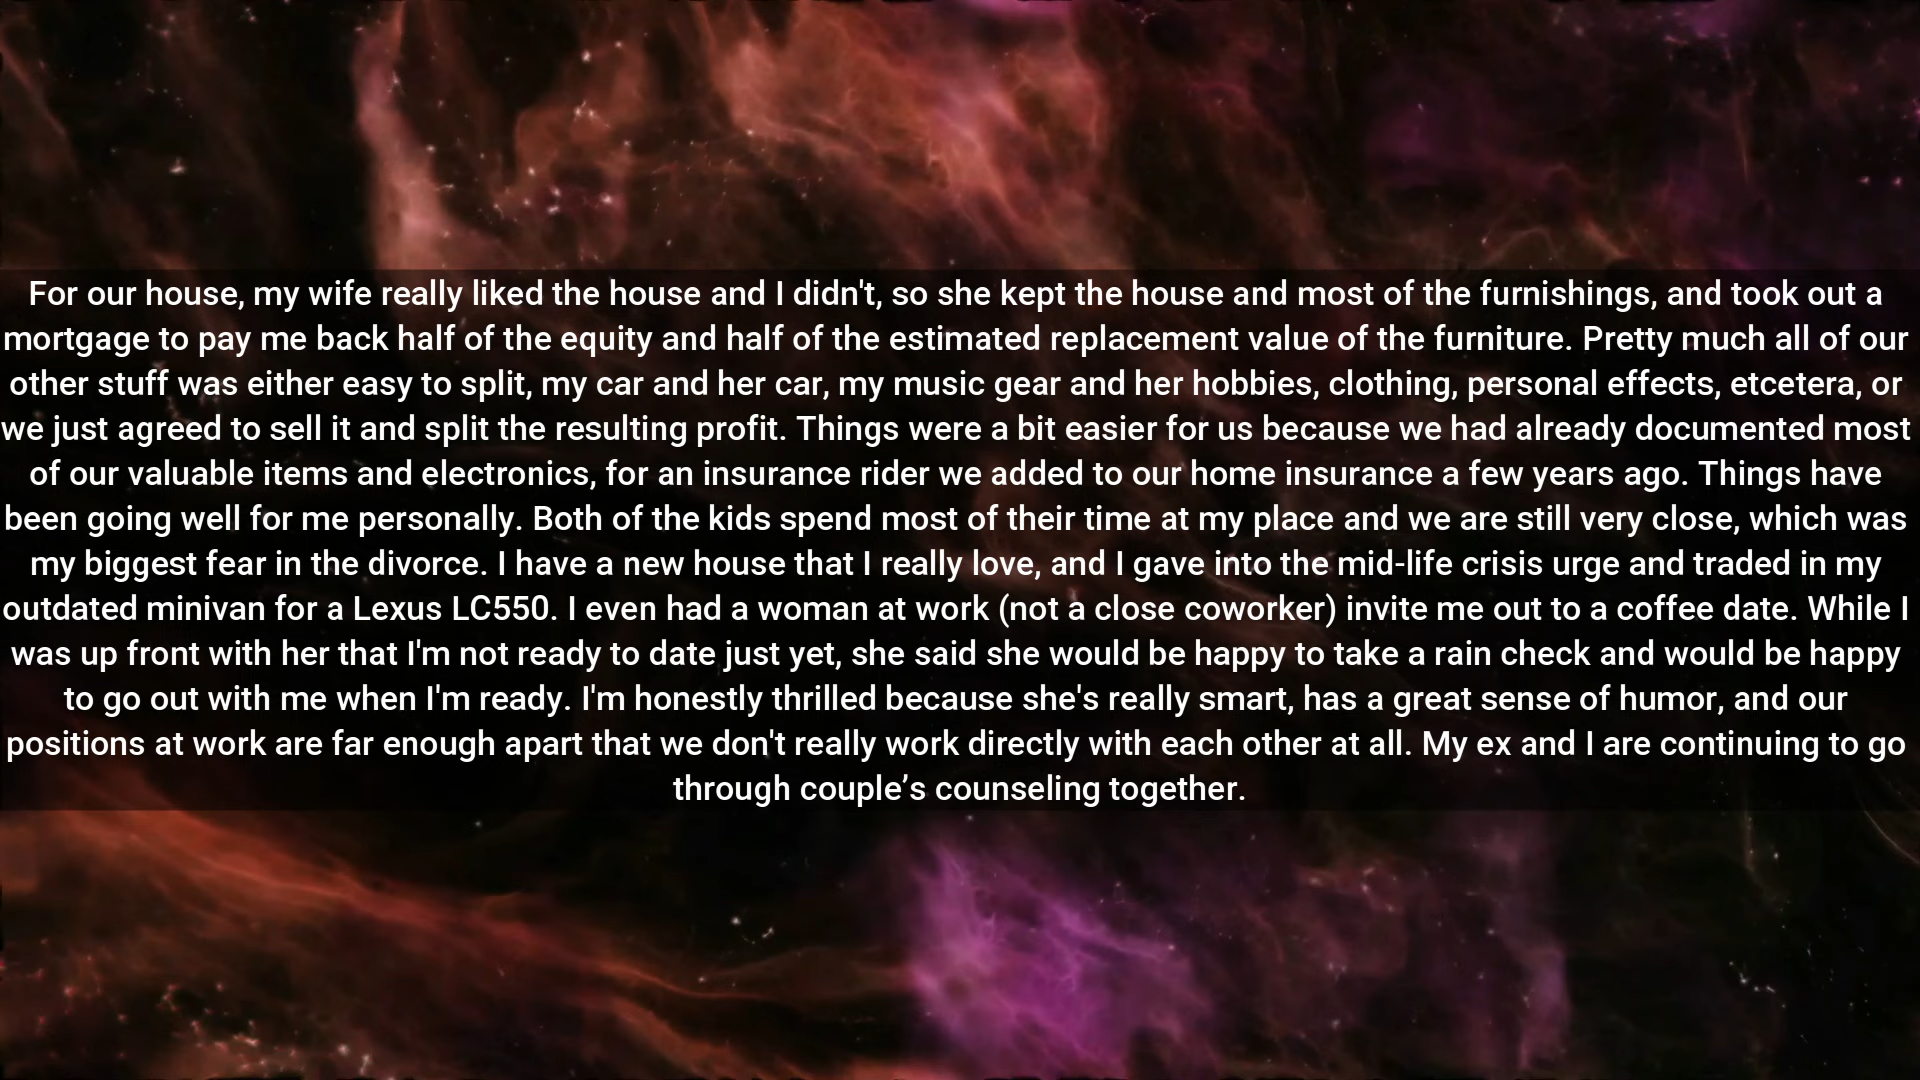 For our house, my wife really liked the house and I didn't, so she kept the house and most of the furnishings, and took out a
mortgage to pay me back half of the equity and half of the estimated replacement value of the furniture. Pretty much all of our
other stuff was either easy to split, my car and her car, my music gear and her hobbies, clothing, personal effects, etcetera, or
we just agreed to sell it and split the resulting profit. Things were a bit easier for us because we had already documented most
of our valuable items and electronics, for an insurance rider we added to our home insurance a few years ago. Things have
been going well for me personally. Both of the kids spend most of their time at my place and we are still very close, which was
my biggest fear in the divorce. I have a new house that I really love, and I gave into the mid-life crisis urge and traded in my
outdated minivan for a Lexus LC550. I even had a woman at work (not a close coworker) invite me out to a coffee date. While I
was up front with her that I'm not ready to date just yet, she said she would be happy to take a rain check and would be happy
to go out with me when I'm ready. I'm honestly thrilled because she's really smart, has a great sense of humor, and our
positions at work are far enough apart that we don't really work directly with each other at all. My ex and I are continuing to go
through couple’s counseling together.